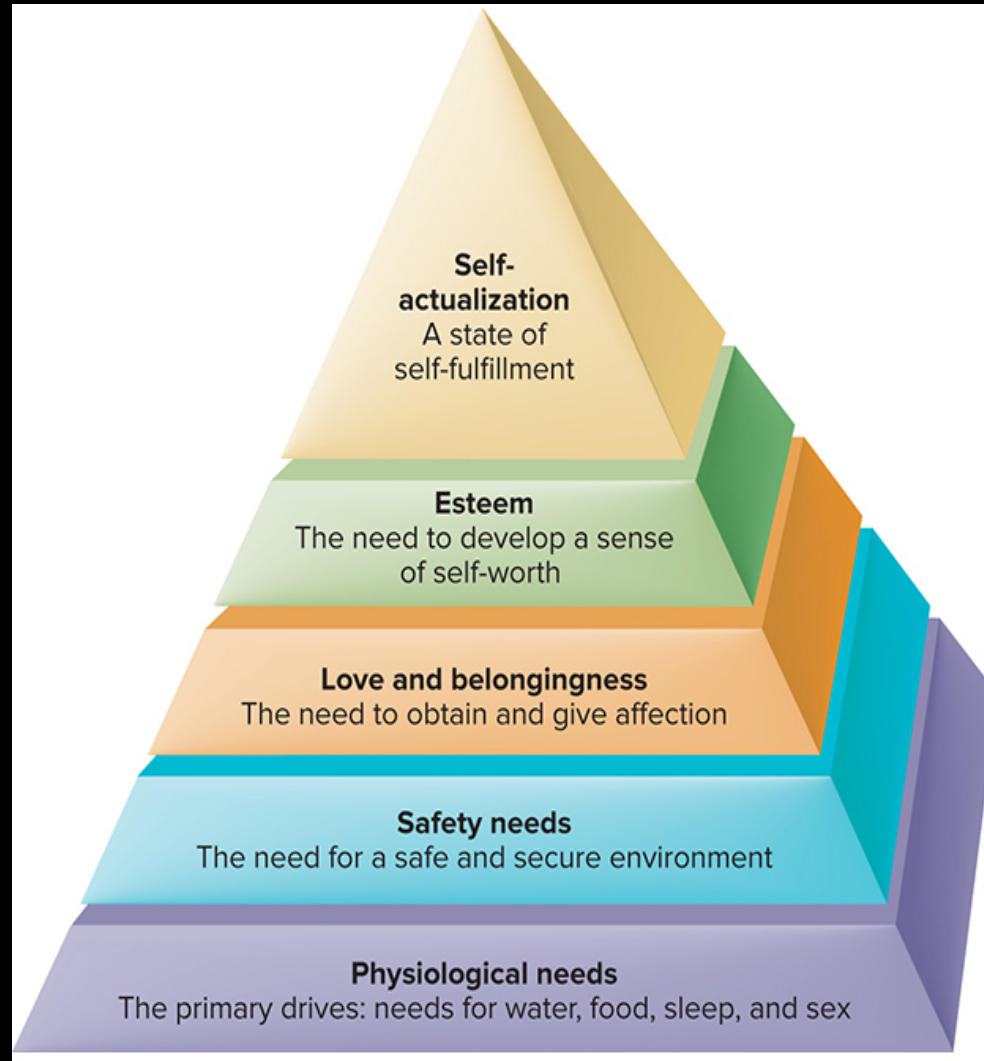 Self-
actualization
A state of
self-fulfillment
Esteem
The need to develop a sense
of self-worth
Love and belongingness
The need to obtain and give affection
Safety needs
The need for a safe and secure environment
Physiological needs
The primary drives: needs for water, food, sleep, and sex